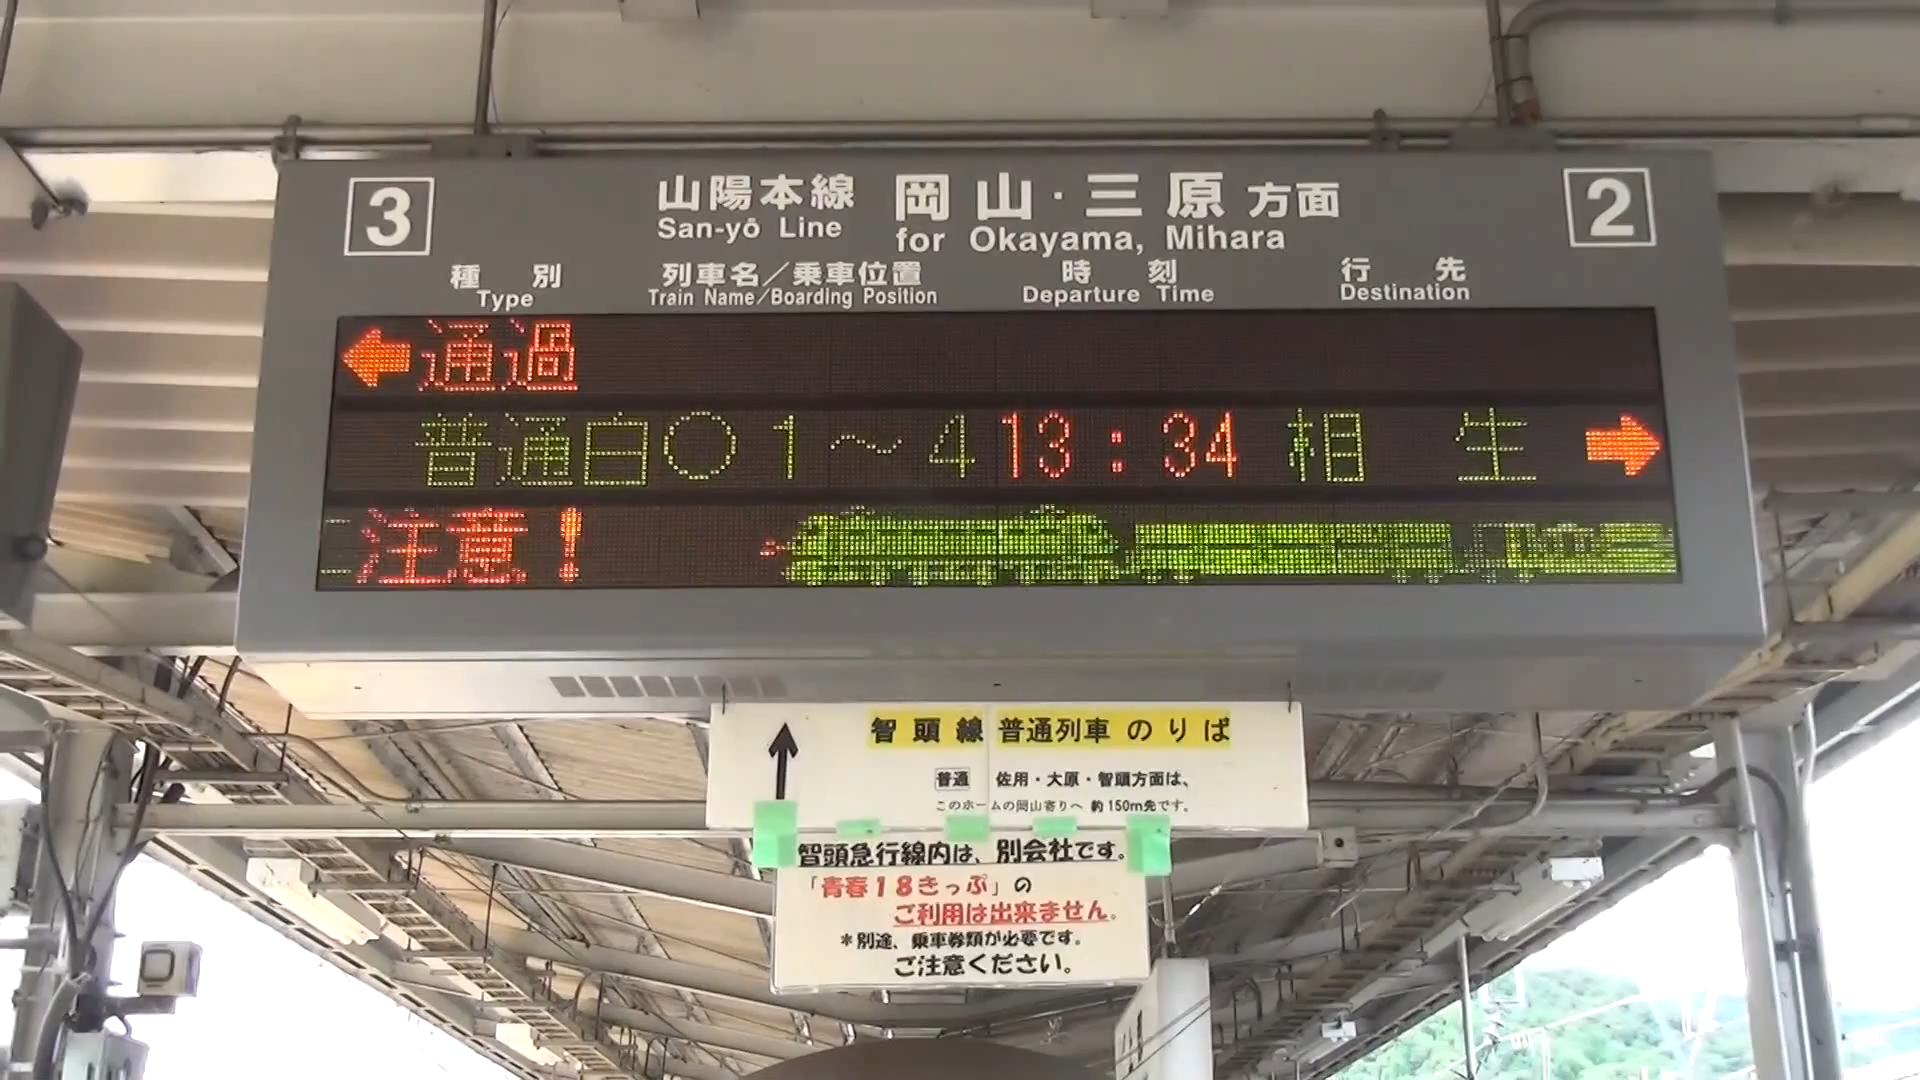 3 山陽本線 岡山・三原方面 2
San-yō Line for Okayama, Mihara
種別 列車名／乗車位置 時刻 行先
Type Train Name/Boarding Position Departure Time Destination
通過
普通白○1～4 13:34 相生
注意!
智頭線 普通列車 のりば
普通 佐用・大原・智頭方面は、
このホームの岡山寄りへ 約150m先です。
智頭急行線内は、別会社です。
「青春18きっぷ」の
ご利用は出来ません。
＊別途、乗車券類が必要です。
ご注意ください。